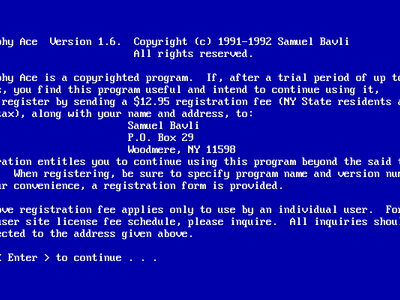 phy Ace  Version 1.6.  Copyright (c) 1991-1992 Samuel Bavli
All rights reserved.
phy Ace is a copyrighted program.  If, after a trial period of up to
, you find this program useful and intend to continue using it,
register by sending a $12.95 registration fee (NY State residents a
tax), along with your name and address, to:
Samuel Bavli
P.O. Box 29
Woodmere, NY 11598
ration entitles you to continue using this program beyond the said t
.  When registering, be sure to specify program name and version num
ur convenience, a registration form is provided.
ove registration fee applies only to use by an individual user.  For
user site license fee schedule, please inquire.  All inquiries shoul
ected to the address given above.
< Enter > to continue . . .